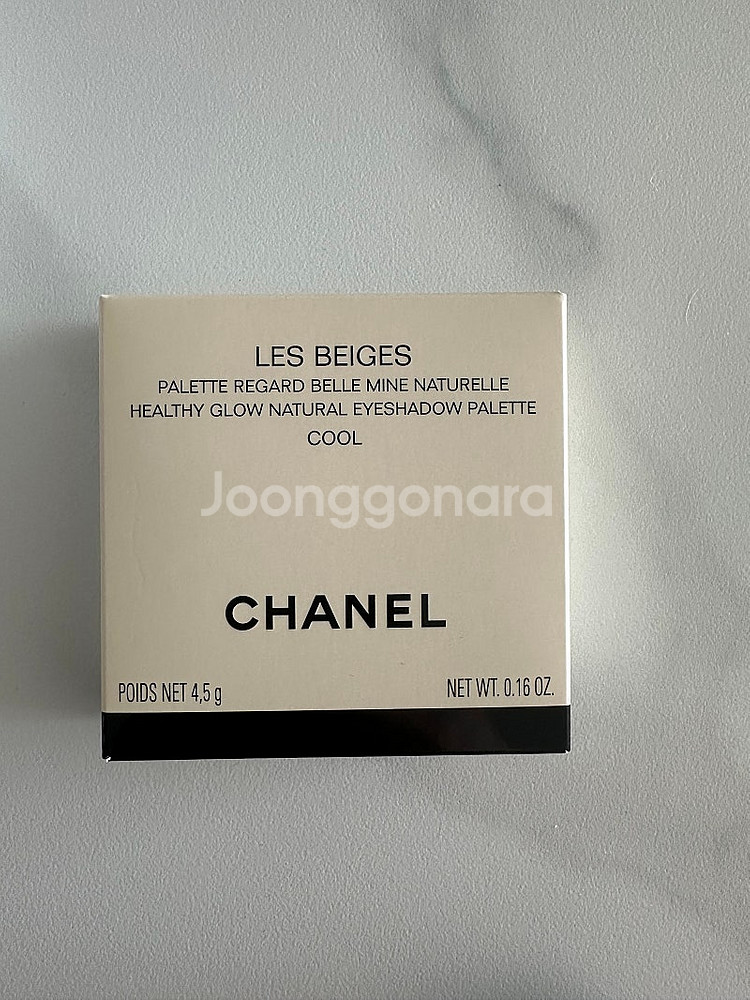 LES BEIGES
PALETTE REGARD BELLE MINE NATURELLE
HEALTHY GLOW NATURAL EYESHADOW PALETTE
COOL
Joonggonara
CHANEL
POIDS NET 4,5 g
NET WT. 0.16 OZ.